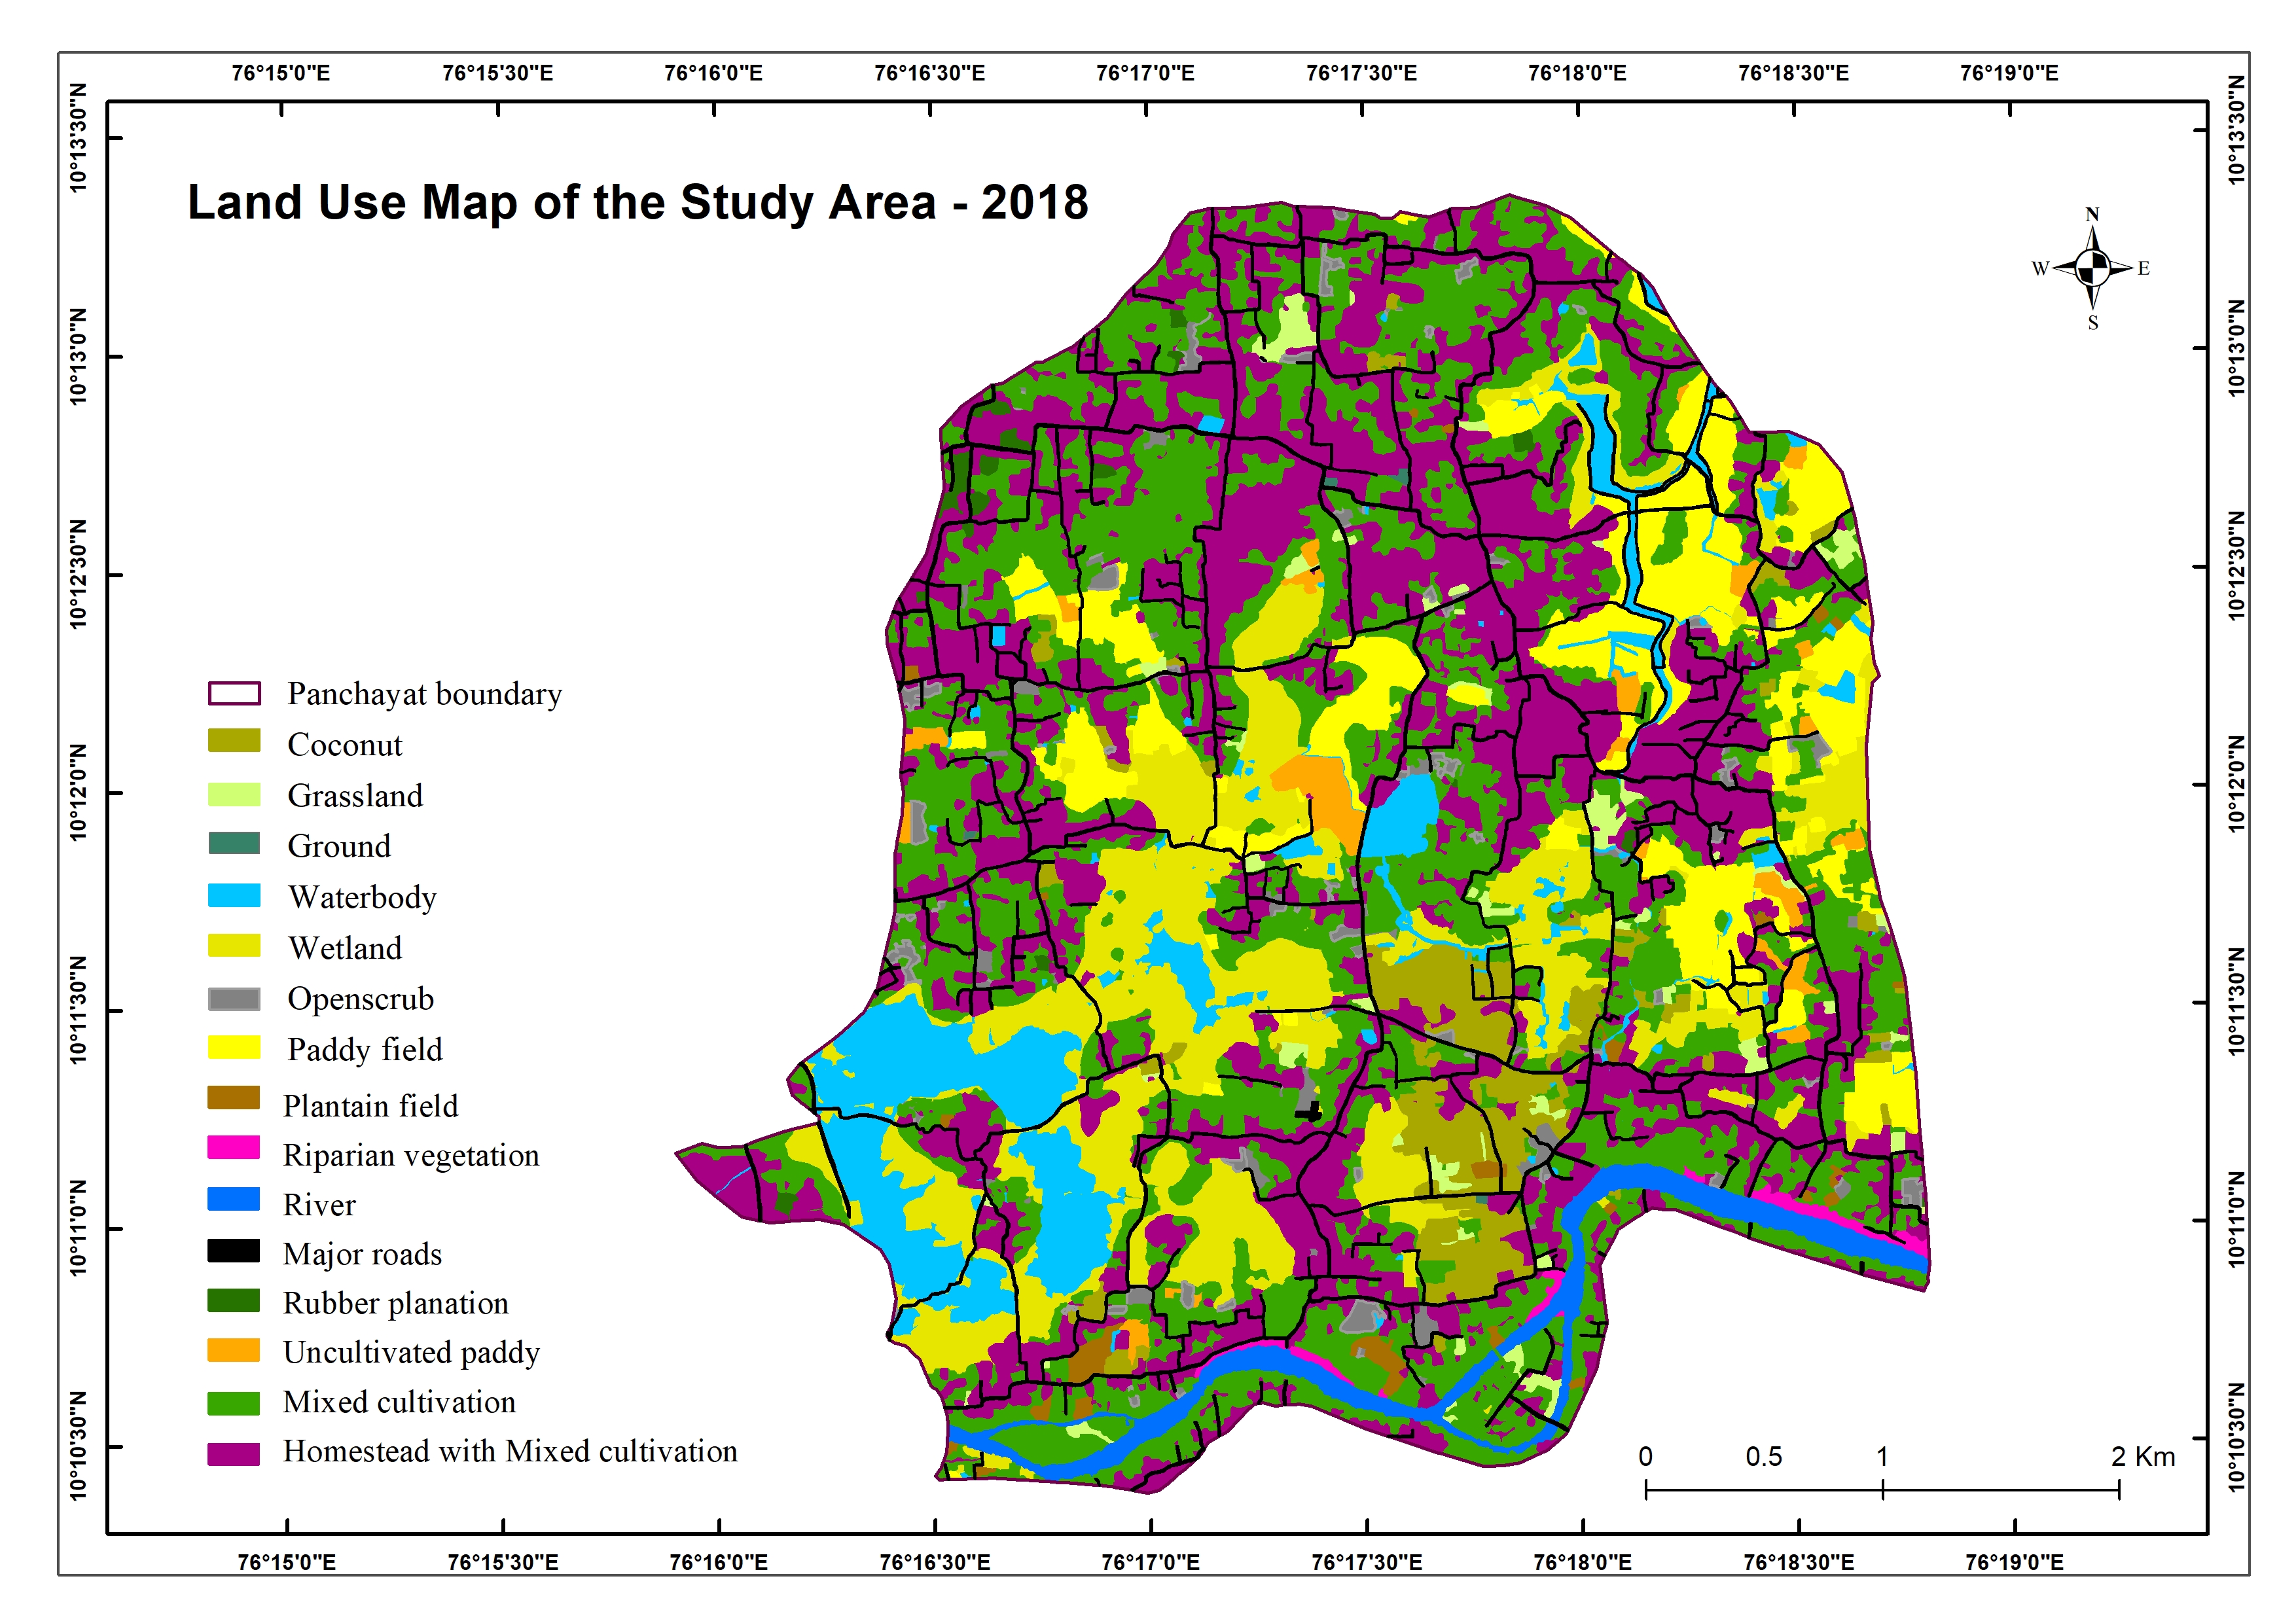 76°15'0"E 76°15'30"E 76°16'0"E 76°16'30"E 76°17'0"E 76°17'30"E 76°18'0"E 76°18'30"E 76°19'0"E
10°13'30"N
10°13'0"N
10°12'30"N
10°12'0"N
10°11'30"N
10°11'0"N
10°10'30"N
Land Use Map of the Study Area - 2018
N
W E
S
Panchayat boundary
Coconut
Grassland
Ground
Waterbody
Wetland
Openscrub
Paddy field
Plantain field
Riparian vegetation
River
Major roads
Rubber planation
Uncultivated paddy
Mixed cultivation
Homestead with Mixed cultivation
0 0.5 1 2 Km
10°13'30"N
10°13'0"N
10°12'30"N
10°12'0"N
10°11'30"N
10°11'0"N
10°10'30"N
76°15'0"E 76°15'30"E 76°16'0"E 76°16'30"E 76°17'0"E 76°17'30"E 76°18'0"E 76°18'30"E 76°19'0"E